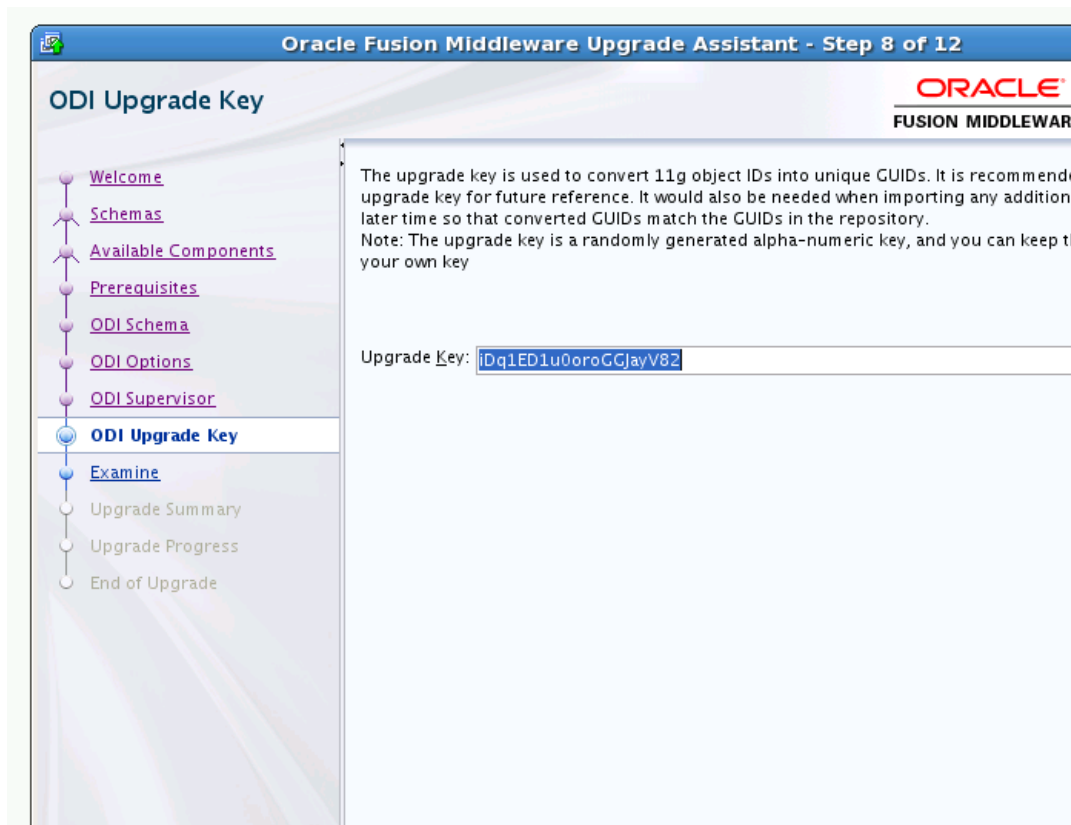 Oracle Fusion Middleware Upgrade Assistant - Step 8 of 12
ODI Upgrade Key
ORACLE
FUSION MIDDLEWAR
Welcome
Schemas
Available Components
Prerequisites
ODI Schema
ODI Options
ODI Supervisor
ODI Upgrade Key
Examine
Upgrade Summary
Upgrade Progress
End of Upgrade
The upgrade key is used to convert 11g object IDs into unique GUIDs. It is recommende
upgrade key for future reference. It would also be needed when importing any addition
later time so that converted GUIDs match the GUIDs in the repository.
Note: The upgrade key is a randomly generated alpha-numeric key, and you can keep t
your own key
Upgrade Key: iDq1ED1u0oroGGJayV82